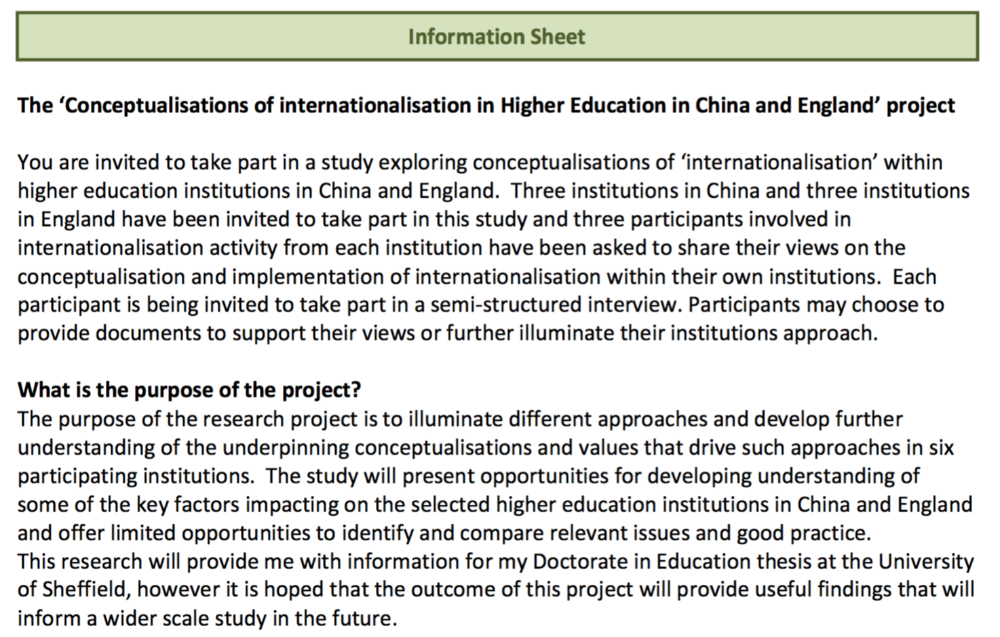 Information Sheet
The ‘Conceptualisations of internationalisation in Higher Education in China and England’ project
You are invited to take part in a study exploring conceptualisations of ‘internationalisation’ within
higher education institutions in China and England.  Three institutions in China and three institutions
in England have been invited to take part in this study and three participants involved in
internationalisation activity from each institution have been asked to share their views on the
conceptualisation and implementation of internationalisation within their own institutions.  Each
participant is being invited to take part in a semi-structured interview. Participants may choose to
provide documents to support their views or further illuminate their institutions approach.
What is the purpose of the project?
The purpose of the research project is to illuminate different approaches and develop further
understanding of the underpinning conceptualisations and values that drive such approaches in six
participating institutions.  The study will present opportunities for developing understanding of
some of the key factors impacting on the selected higher education institutions in China and England
and offer limited opportunities to identify and compare relevant issues and good practice.
This research will provide me with information for my Doctorate in Education thesis at the University
of Sheffield, however it is hoped that the outcome of this project will provide useful findings that will
inform a wider scale study in the future.